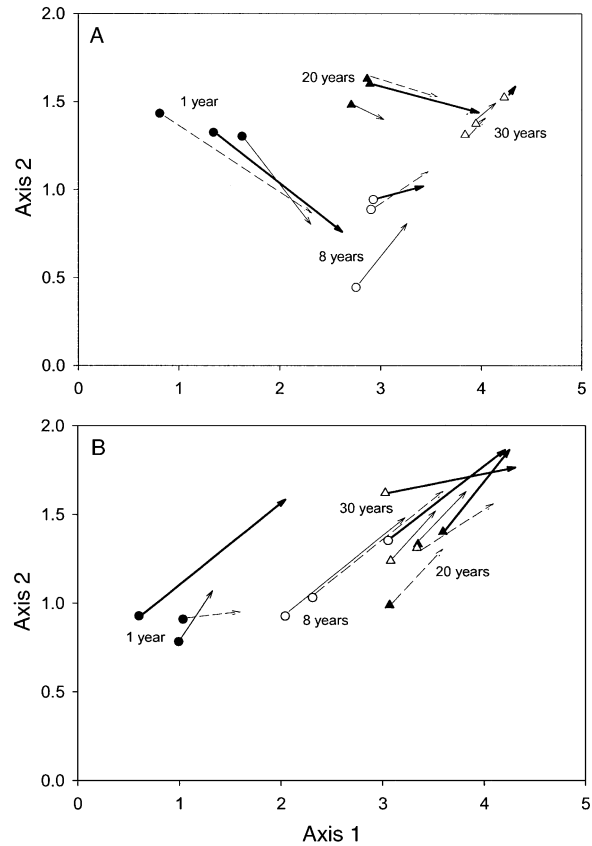 2.0
A
20 years
1 year
1.5
30 years
Axis 2
1.0
8 years
0.5
0.0
0 1 2 3 4 5
2.0
B
30 years
1.5
20 years
Axis 2
1.0
8 years
1 year
0.5
0.0
0 1 2 3 4 5
Axis 1